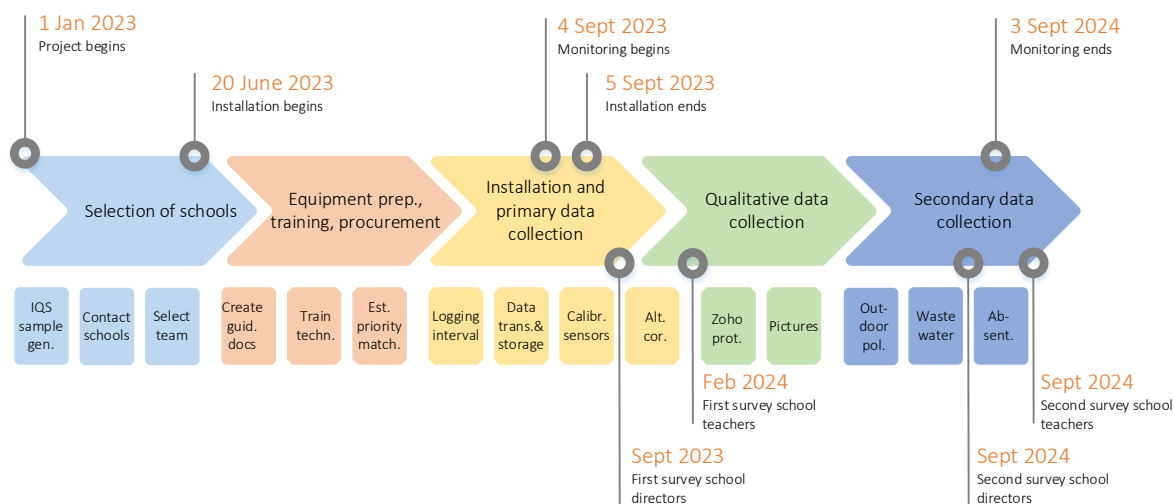 1 Jan 2023
Project begins
20 June 2023
Installation begins
4 Sept 2023
Monitoring begins
5 Sept 2023
Installation ends
3 Sept 2024
Monitoring ends
Selection of schools
Equipment prep.,
training, procurement
Installation and
primary data
collection
Qualitative data
collection
Secondary data
collection
IQS
sample
gen.
Contact
schools
Select
team
Create
guid.
docs
Train
techn.
Est.
priority
match.
Logging
interval
Data
trans.&
storage
Calibr.
sensors
Alt.
cor.
Zoho
prot.
Pictures
Out-
door
pol.
Waste
water
Ab-
sent.
Feb 2024
First survey school
teachers
Sept 2024
Second survey school
teachers
Sept 2023
First survey school
directors
Sept 2024
Second survey school
directors